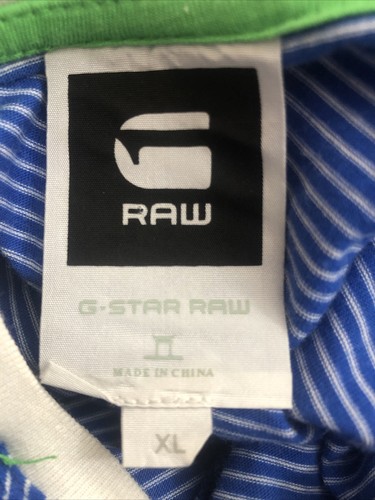 RAW
G-STAR RAW
MADE IN CHINA
XL